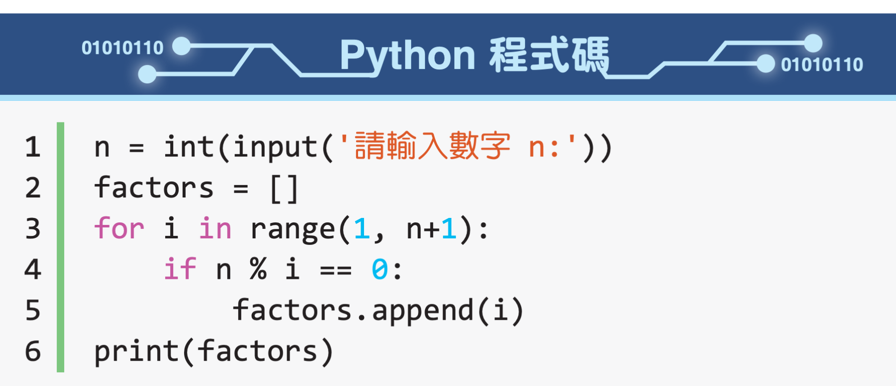 01010110 Python 程式碼 01010110
1 n = int(input('請輸入數字 n:'))
2 factors = []
3 for i in range(1, n+1):
4     if n % i == 0:
5         factors.append(i)
6 print(factors)